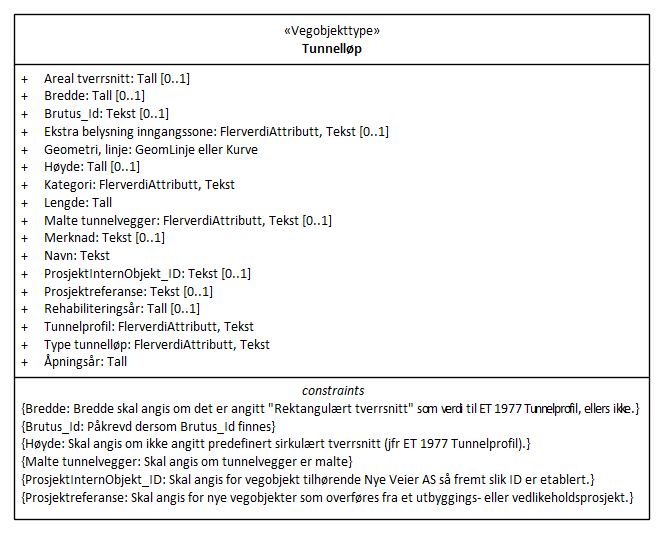 «Vegobjekttype»
Tunnelløp
+ Areal tverrsnitt: Tall [0..1]
+ Bredde: Tall [0..1]
+ Brutus_Id: Tekst [0..1]
+ Ekstra belysning inngangssone: FlerverdiAttributt, Tekst [0..1]
+ Geometri, linje: GeomLinje eller Kurve
+ Høyde: Tall [0..1]
+ Kategori: FlerverdiAttributt, Tekst
+ Lengde: Tall
+ Malte tunnelvegger: FlerverdiAttributt, Tekst [0..1]
+ Merknad: Tekst [0..1]
+ Navn: Tekst
+ ProsjektInternObjekt_ID: Tekst [0..1]
+ Prosjektreferanse: Tekst [0..1]
+ Rehabiliteringsår: Tall [0..1]
+ Tunnelprofil: FlerverdiAttributt, Tekst
+ Type tunnelløp: FlerverdiAttributt, Tekst
+ Åpningsår: Tall
constraints
{Bredde: Bredde skal angis om det er angitt "Rektangulært tverrsnitt" som verdi til ET 1977 Tunnelprofil, ellers ikke.}
{Brutus_Id: Påkrevd dersom Brutus_Id finnes}
{Høyde: Skal angis om ikke angitt predefinert sirkulært tverrsnitt (jfr ET 1977 Tunnelprofil).}
{Malte tunnelvegger: Skal angis om tunnelvegger er malte}
{ProsjektInternObjekt_ID: Skal angis for vegobjekt tilhørende Nye Veier AS så fremt slik ID er etablert.}
{Prosjektreferanse: Skal angis for nye vegobjekter som overføres fra et utbyggings- eller vedlikeholdsprosjekt.}